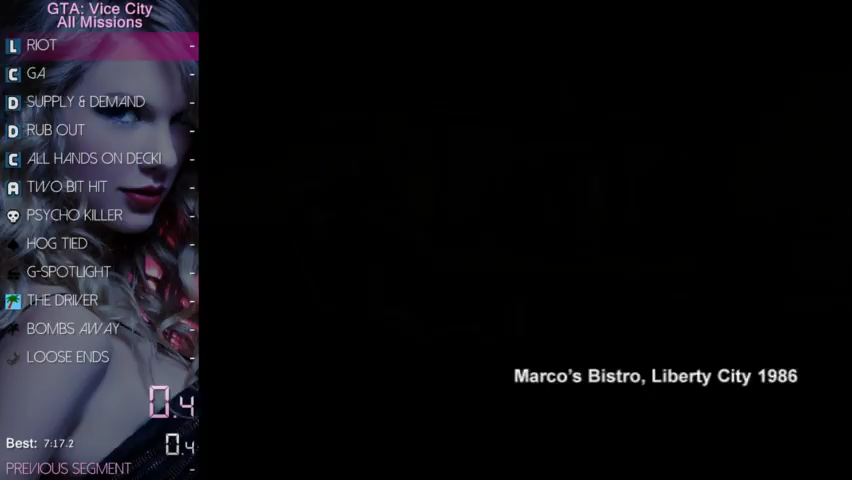 GTA: Vice City
All Missions
L RIOT -
C GA -
D SUPPLY & DEMAND -
D RUB OUT -
C ALL HANDS ON DECK! -
A TWO BIT HIT -
PSYCHO KILLER -
HOG TIED -
G-SPOTLIGHT -
THE DRIVER -
BOMBS AWAY -
LOOSE ENDS -
Marco's Bistro, Liberty City 1986
0.4
Best: 7:17.2 0.4
PREVIOUS SEGMENT -